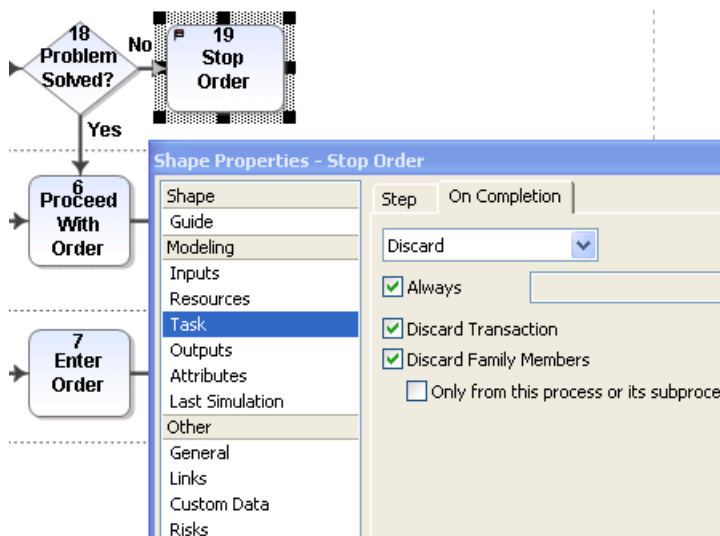 18
Problem
Solved?
No
19
Stop
Order
Yes
6
Proceed
With
Order
7
Enter
Order
Shape Properties - Stop Order
Shape
Guide
Modeling
Inputs
Resources
Task
Outputs
Attributes
Last Simulation
Other
General
Links
Custom Data
Risks
Step
On Completion
Discard
Always
Discard Transaction
Discard Family Members
Only from this process or its subproce